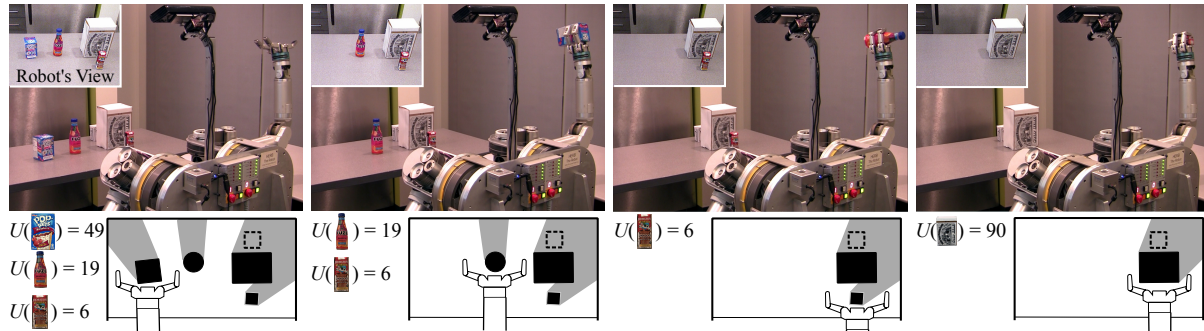 Robot's View
U( ) = 49
U( ) = 19
U( ) = 6
U( ) = 19
U( ) = 6
U( ) = 6
U( ) = 90